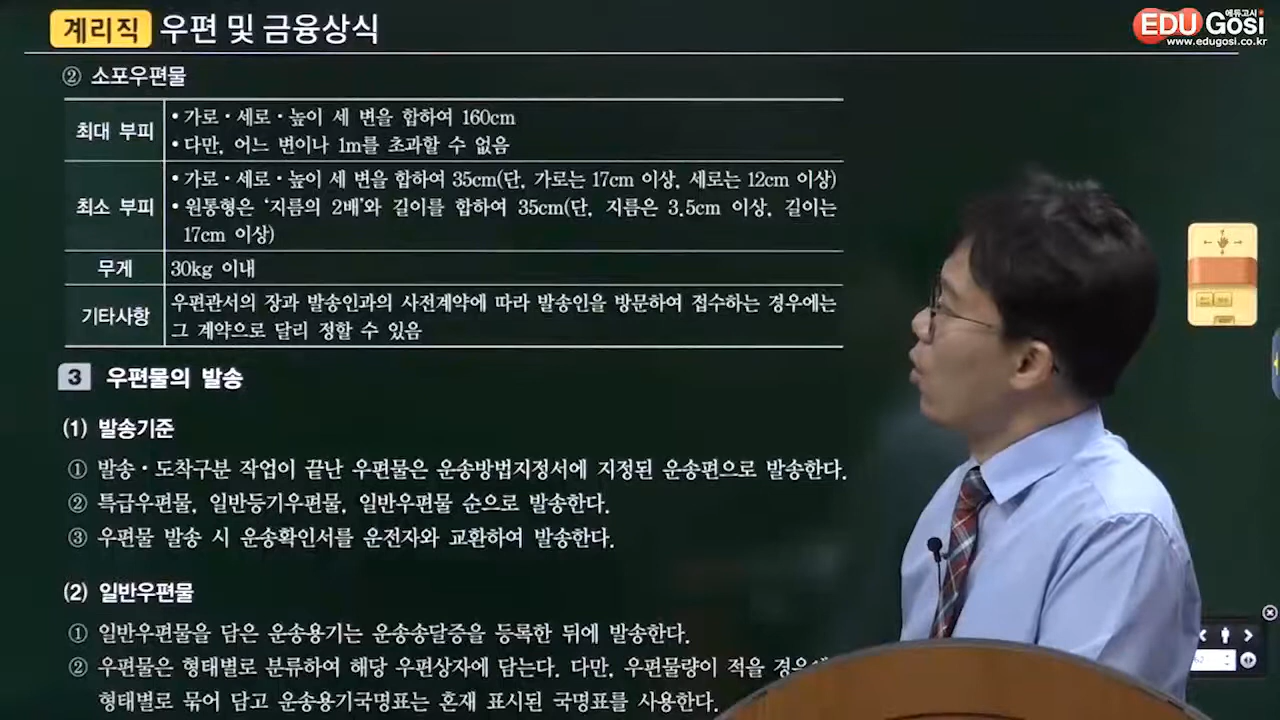 계리직 우편 및 금융상식
에듀고시
EDU Gosi
www.edugosi.co.kr
② 소포우편물
최대 부피
• 가로·세로·높이 세 변을 합하여 160cm
• 다만, 어느 변이나 1m를 초과할 수 없음
최소 부피
• 가로·세로·높이 세 변을 합하여 35cm(단, 가로는 17cm 이상, 세로는 12cm 이상)
• 원통형은 ‘지름의 2배’와 길이를 합하여 35cm(단, 지름은 3.5cm 이상, 길이는
17cm 이상)
무게
30kg 이내
기타사항
우편관서의 장과 발송인과의 사전계약에 따라 발송인을 방문하여 접수하는 경우에는
그 계약으로 달리 정할 수 있음
3 우편물의 발송
(1) 발송기준
① 발송·도착구분 작업이 끝난 우편물은 운송방법지정서에 지정된 운송편으로 발송한다.
② 특급우편물, 일반등기우편물, 일반우편물 순으로 발송한다.
③ 우편물 발송 시 운송확인서를 운전자와 교환하여 발송한다.
(2) 일반우편물
① 일반우편물을 담은 운송용기는 운송송달증을 등록한 뒤에 발송한다.
② 우편물은 형태별로 분류하여 해당 우편상자에 담는다. 다만, 우편물량이 적을
형태별로 묶어 담고 운송용기국명표는 혼재 표시된 국명표를 사용한다.